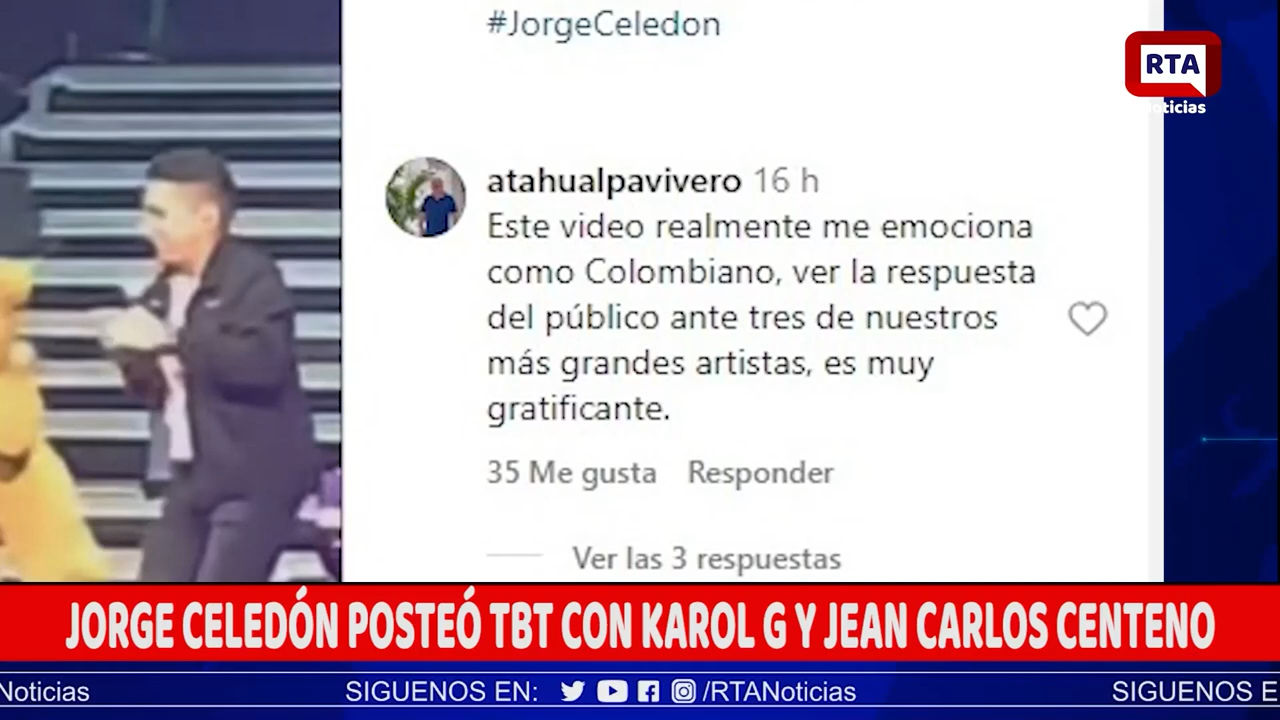 #JorgeCeledon
RTA
Noticias
atahualpavivero 16 h
Este video realmente me emociona
como Colombiano, ver la respuesta
del público ante tres de nuestros
más grandes artistas, es muy
gratificante.
35 Me gusta Responder
Ver las 3 respuestas
JORGE CELEDÓN POSTEÓ TBT CON KAROL G Y JEAN CARLOS CENTENO
Noticias SIGUENOS EN: /RTANoticias SIGUENOS E